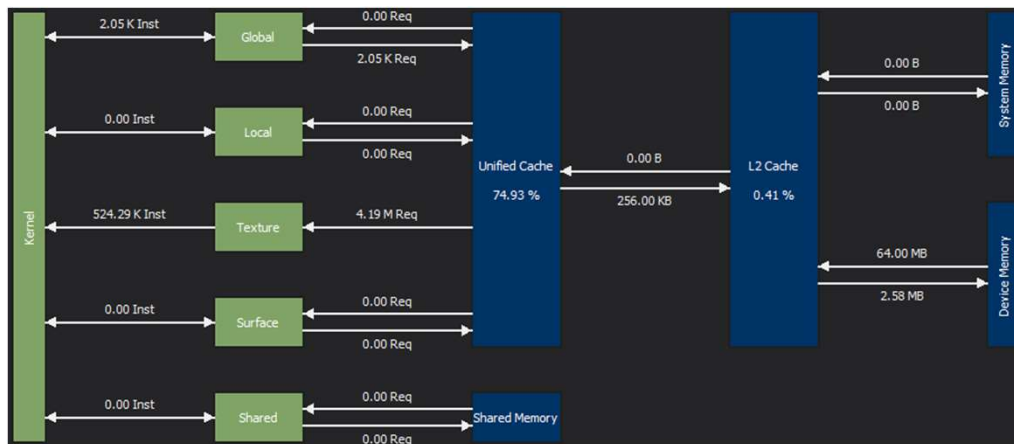 Kernel
2.05 K Inst
Global
0.00 Req
2.05 K Req
0.00 Inst
Local
0.00 Req
0.00 Req
524.29 K Inst
Texture
4.19 M Req
0.00 Inst
Surface
0.00 Req
0.00 Req
0.00 Inst
Shared
0.00 Req
0.00 Req
Unified Cache
74.93 %
Shared Memory
0.00 B
256.00 KB
L2 Cache
0.41 %
0.00 B
0.00 B
System Memory
64.00 MB
2.58 MB
Device Memory